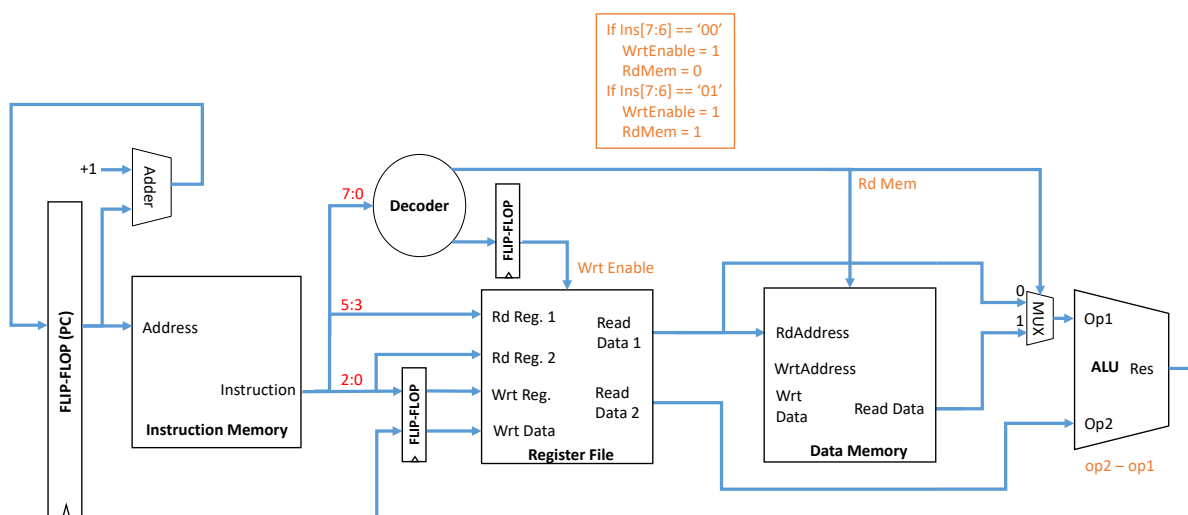 If Ins[7:6] == ‘00’
WrtEnable = 1
RdMem = 0
If Ins[7:6] == ‘01’
WrtEnable = 1
RdMem = 1
+1
Adder
FLIP-FLOP (PC)
Address
Instruction
Instruction Memory
7:0
5:3
2:0
Decoder
FLIP-FLOP
Wrt Enable
Rd Mem
FLIP-FLOP
Rd Reg. 1
Rd Reg. 2
Wrt Reg.
Wrt Data
Read
Data 1
Read
Data 2
Register File
RdAddress
WrtAddress
Wrt
Data
Read Data
Data Memory
0
1
MUX
Op1
ALU
Res
Op2
op2 – op1